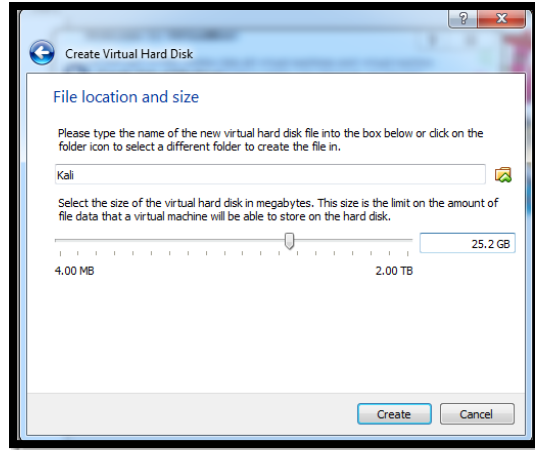 Create Virtual Hard Disk
File location and size
Please type the name of the new virtual hard disk file into the box below or click on the
folder icon to select a different folder to create the file in.
Kali
Select the size of the virtual hard disk in megabytes. This size is the limit on the amount of
file data that a virtual machine will be able to store on the hard disk.
25.2 GB
4.00 MB 2.00 TB
Create Cancel